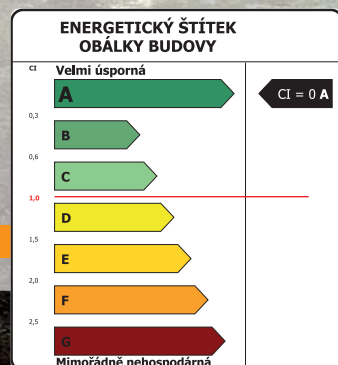 ENERGETICKÝ ŠTÍTEK
OBÁLKY BUDOVY
CI
Velmi úsporná
A
CI = 0 A
0,3
B
0,6
C
1,0
D
1,5
E
2,0
F
2,5
G
Mimořádně nehospodárná